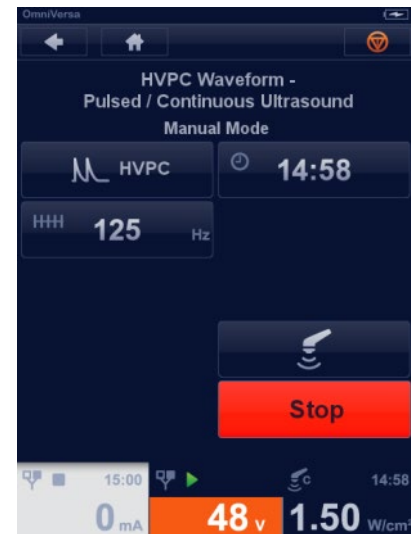 OmniVersa
HVPC Waveform -
Pulsed / Continuous Ultrasound
Manual Mode
HVPC
14:58
125 Hz
Stop
15:00
C 14:58
0 mA
48 V
1.50 W/cm²